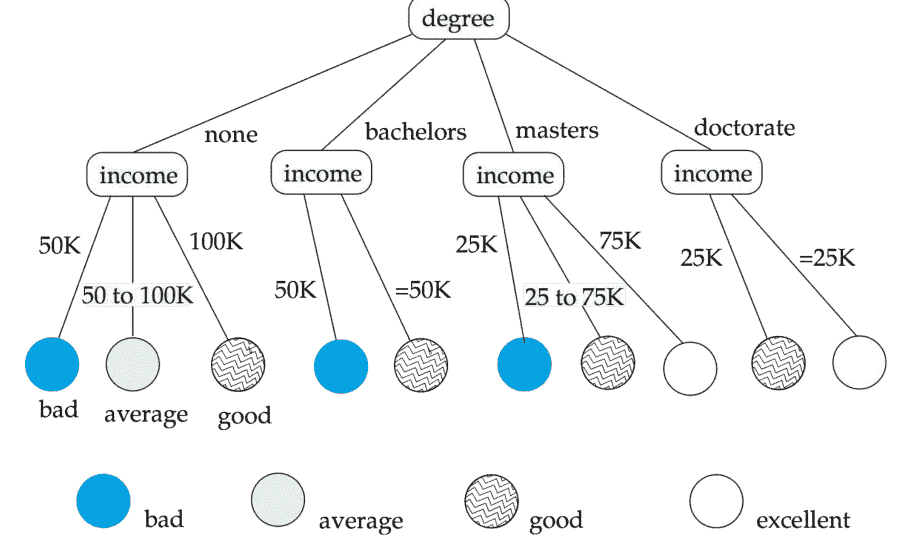 degree
none
bachelors
masters
doctorate
income
income
income
income
50K
100K
25K
75K
25K
=25K
50 to 100K
50K
=50K
25 to 75K
bad
average
good
bad
average
good
excellent